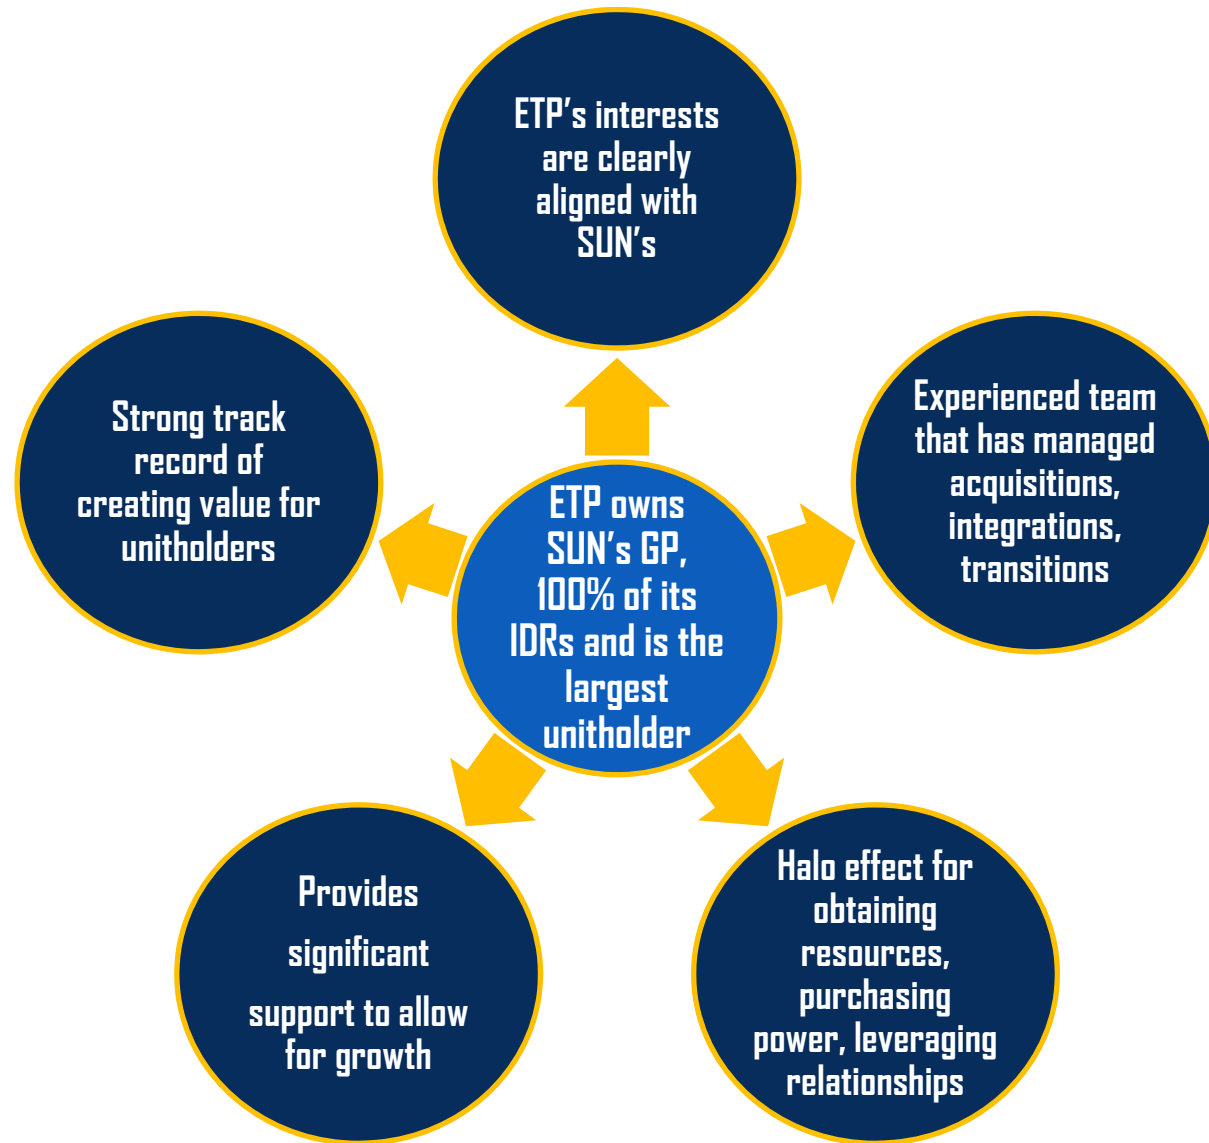 ETP’s interests
are clearly
aligned with
SUN’s
Strong track
record of
creating value for
unitholders
Experienced team
that has managed
acquisitions,
integrations,
transitions
ETP owns
SUN’s GP,
100% of its
IDRs and is the
largest
unitholder
Provides
significant
support to allow
for growth
Halo effect for
obtaining
resources,
purchasing
power, leveraging
relationships